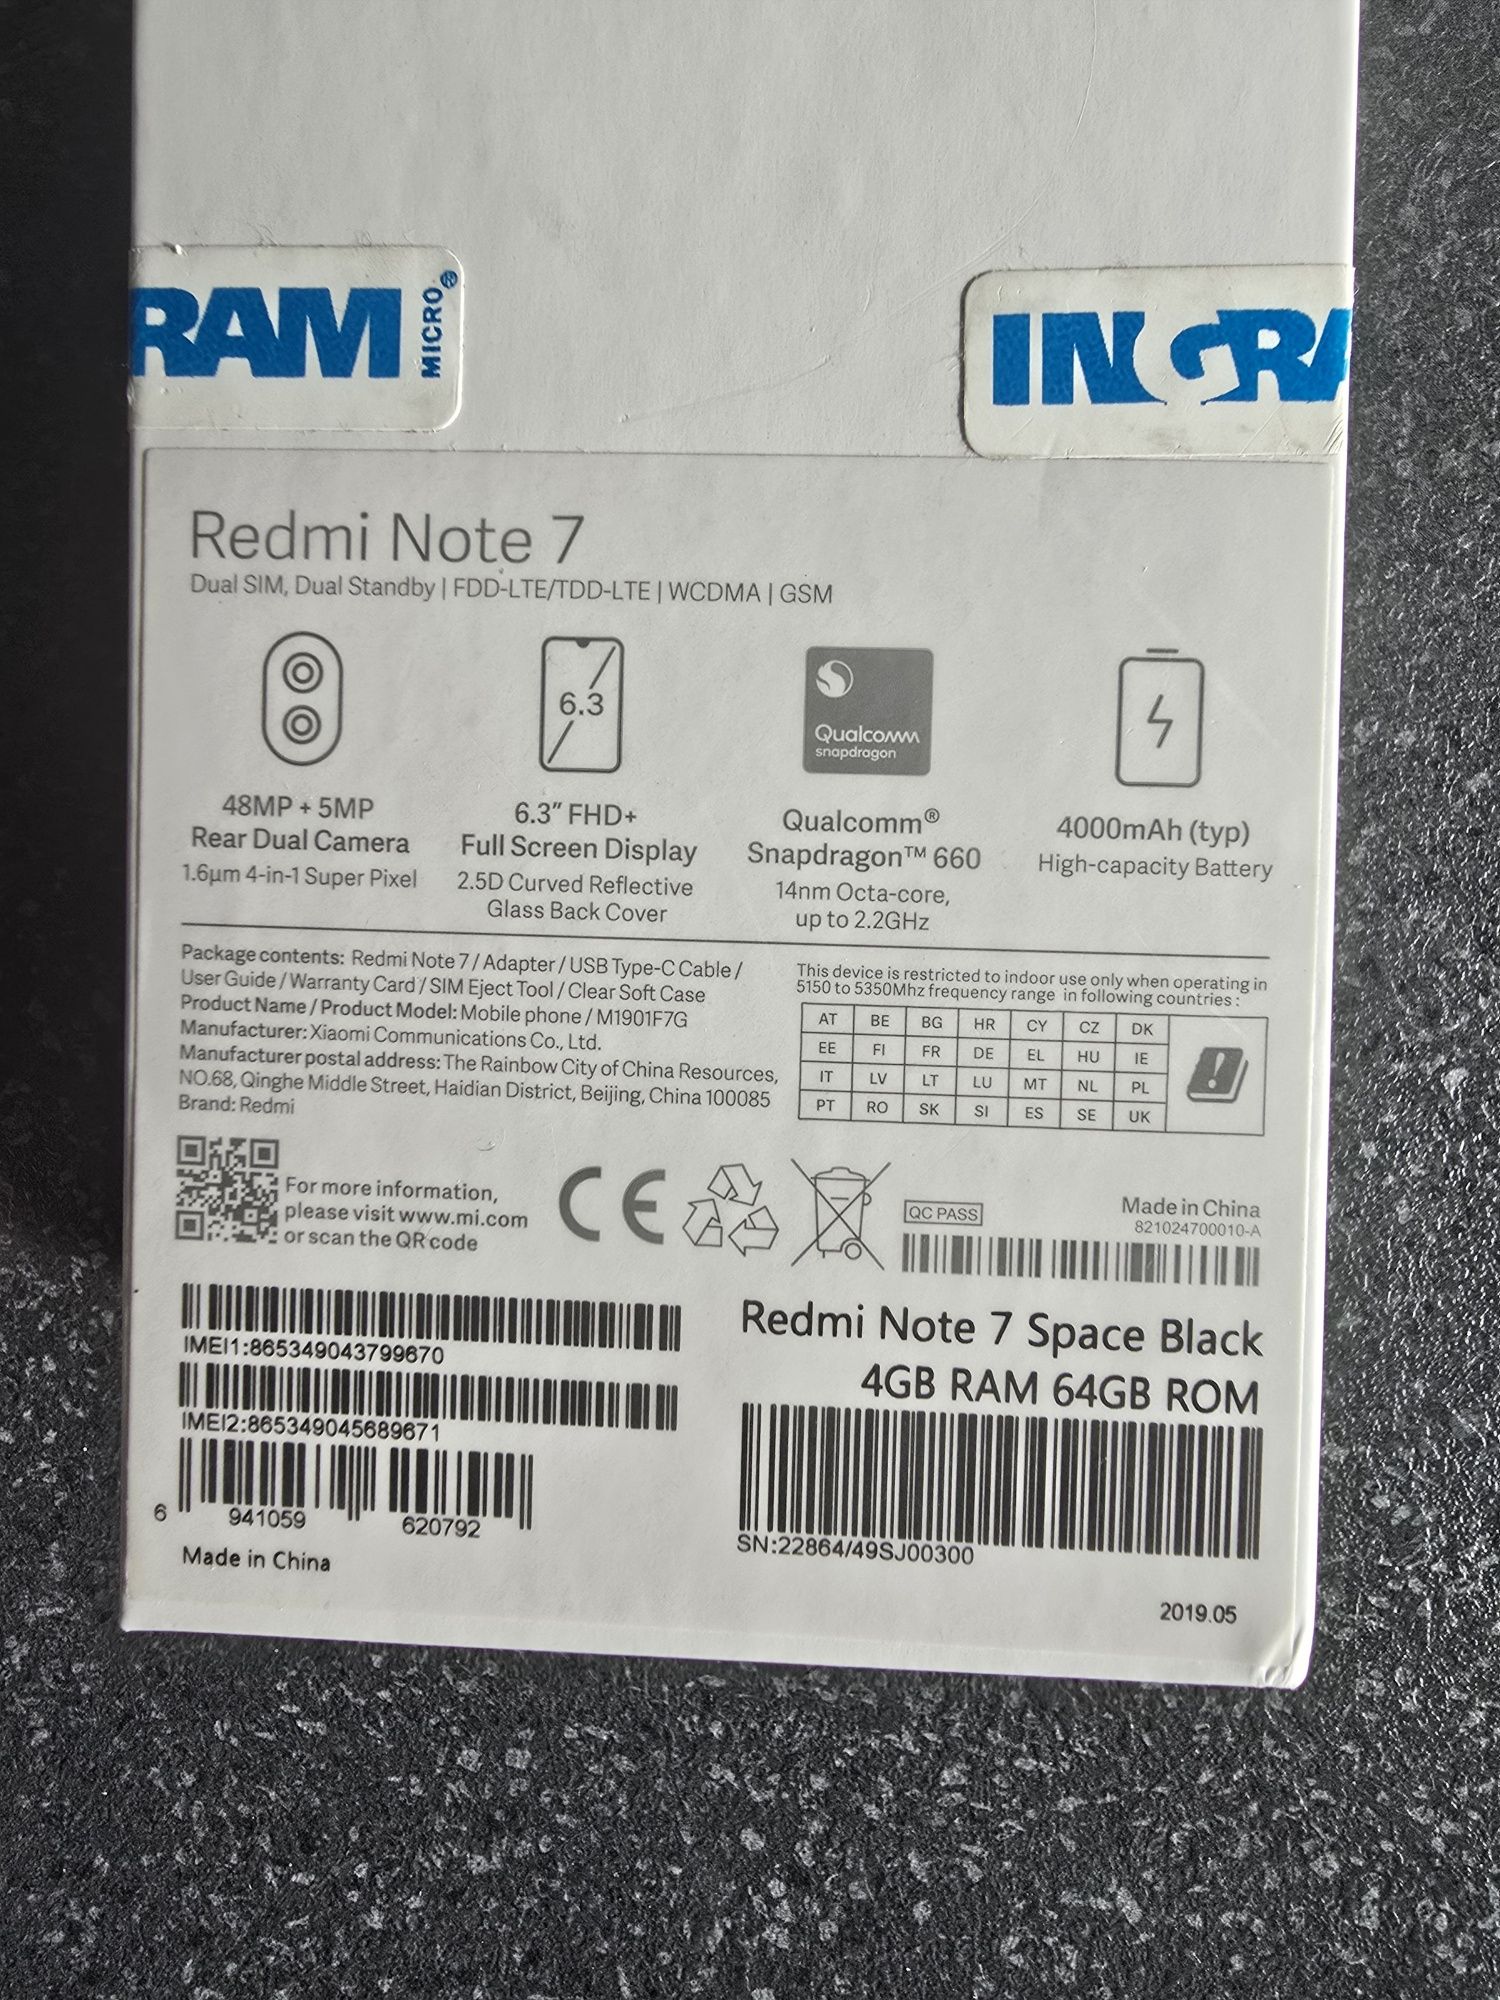 RAM
MICRO®
INGRA
Redmi Note 7
Dual SIM, Dual Standby | FDD-LTE/TDD-LTE | WCDMA | GSM
6.3
Qualcomm
snapdragon
48MP + 5MP
Rear Dual Camera
1.6µm 4-in-1 Super Pixel
6.3″ FHD+
Full Screen Display
2.5D Curved Reflective
Glass Back Cover
Qualcomm®
Snapdragon™ 660
14nm Octa-core,
up to 2.2GHz
4000mAh (typ)
High-capacity Battery
Package contents: Redmi Note 7 / Adapter / USB Type-C Cable /
User Guide / Warranty Card / SIM Eject Tool / Clear Soft Case
Product Name / Product Model: Mobile phone / M1901F7G
Manufacturer: Xiaomi Communications Co., Ltd.
Manufacturer postal address: The Rainbow City of China Resources,
NO.68, Qinghe Middle Street, Haidian District, Beijing, China 100085
Brand: Redmi
This device is restricted to indoor use only when operating in
5150 to 5350Mhz frequency range in following countries :
AT BE BG HR CY CZ DK
EE FI FR DE EL HU IE
IT LV LT LU MT NL PL
PT RO SK SI ES SE UK
For more information,
please visit www.mi.com
or scan the QR code
CE
QC PASS
Made in China
821024700010-A
IMEI1:865349043799670
IMEI2:865349045689671
6 941059 620792
Made in China
Redmi Note 7 Space Black
4GB RAM 64GB ROM
SN:22864/49SJ00300
2019.05